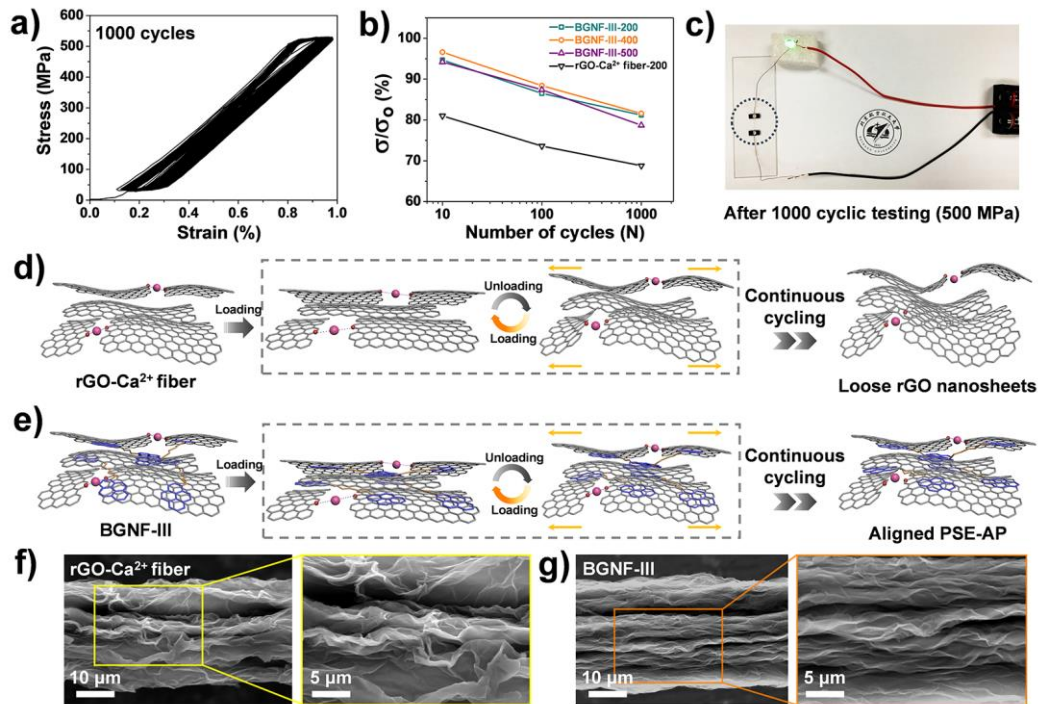 a)
1000 cycles
Stress (MPa)
600
500
400
300
200
100
0
0.0 0.2 0.4 0.6 0.8 1.0
Strain (%)
b)
BGNF-III-200
BGNF-III-400
BGNF-III-500
rGO-Ca²⁺ fiber-200
σ/σₒ (%)
100
90
80
70
60
10 100 1000
Number of cycles (N)
c)
After 1000 cyclic testing (500 MPa)
d)
Loading
Unloading
Loading
Continuous
cycling
rGO-Ca²⁺ fiber
Loose rGO nanosheets
e)
Loading
Unloading
Loading
Continuous
cycling
BGNF-III
Aligned PSE-AP
f)
rGO-Ca²⁺ fiber
10 μm
5 μm
g)
BGNF-III
10 μm
5 μm